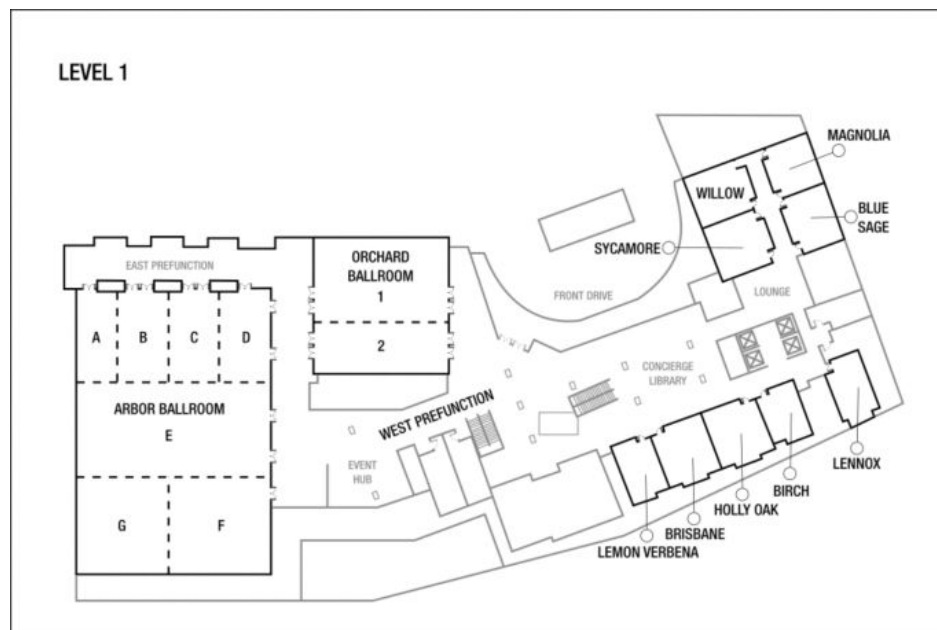 LEVEL 1
MAGNOLIA
WILLOW
BLUE
SAGE
SYCAMORE
ORCHARD
BALLROOM
1
2
EAST PREFUNCTION
FRONT DRIVE
LOUNGE
A
B
C
D
CONCIERGE
LIBRARY
ARBOR BALLROOM
E
WEST PREFUNCTION
EVENT
HUB
G
F
LENNOX
BIRCH
HOLLY OAK
BRISBANE
LEMON VERBENA